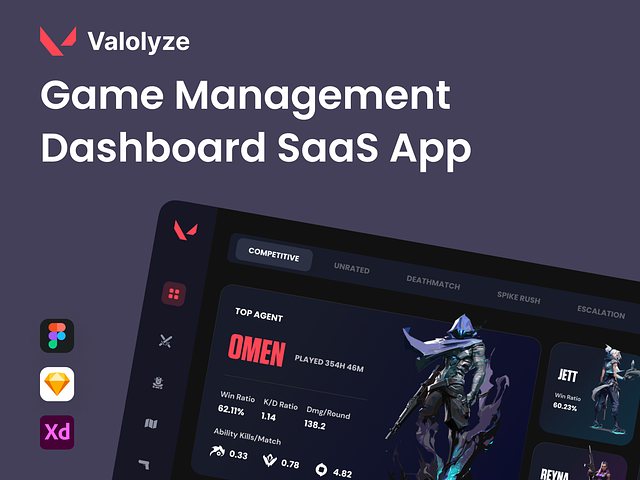 Valolyze
Game Management
Dashboard SaaS App
COMPETITIVE
UNRATED
DEATHMATCH
SPIKE RUSH
ESCALATION
TOP AGENT
OMEN
PLAYED 354H 46M
Win Ratio
K/D Ratio
Dmg/Round
62.11%
1.14
138.2
Ability Kills/Match
0.33
0.78
4.82
JETT
Win Ratio
60.23%
REYNA
Xd